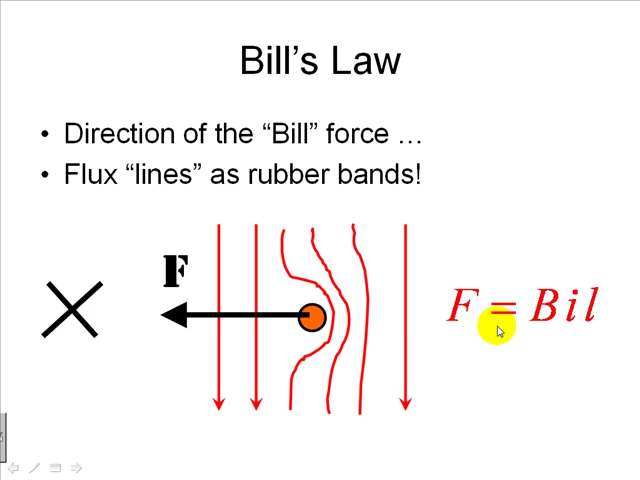 Bill's Law
• Direction of the “Bill” force …
• Flux “lines” as rubber bands!
F
F = Bil